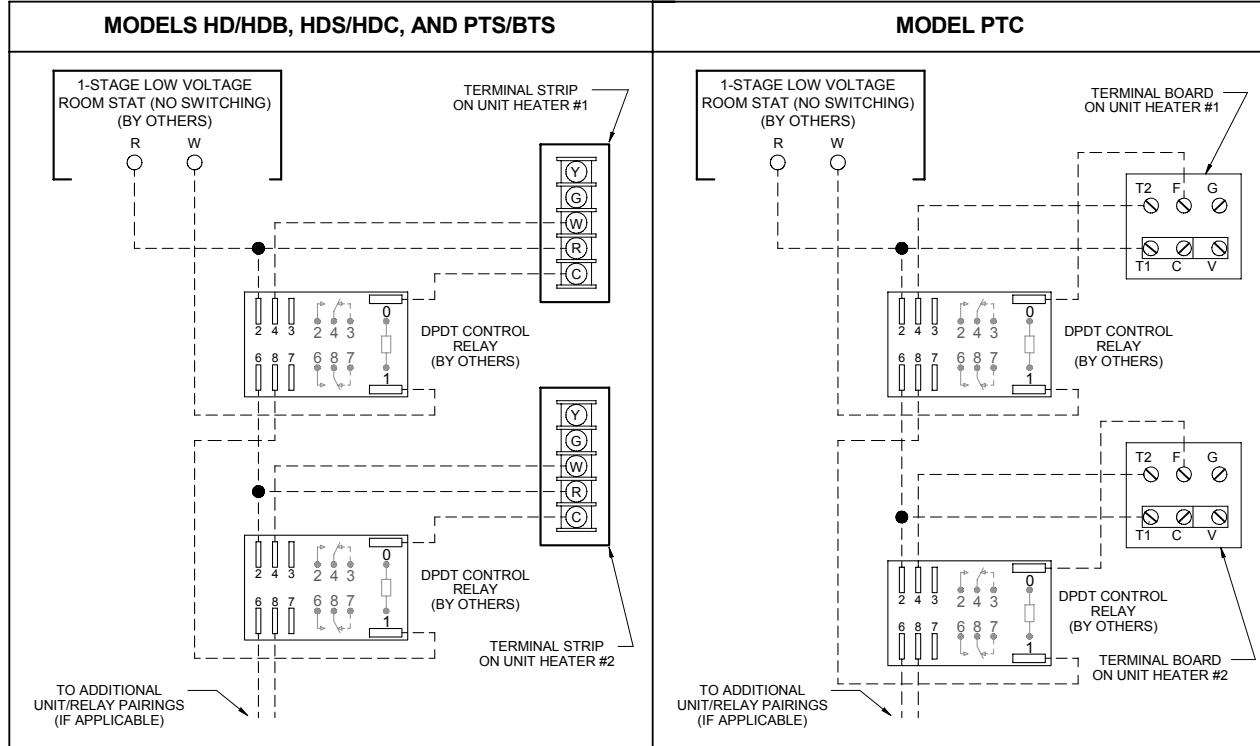 MODELS HD/HDB, HDS/HDC, AND PTS/BTS
1-STAGE LOW VOLTAGE
ROOM STAT (NO SWITCHING)
(BY OTHERS)
R W
TERMINAL STRIP
ON UNIT HEATER #1
Y
G
W
R
C
2 4 3 2 4 3 0
6 8 7 6 8 7 1
DPDT CONTROL
RELAY
(BY OTHERS)
Y
G
W
R
C
2 4 3 2 4 3 0
6 8 7 6 8 7 1
DPDT CONTROL
RELAY
(BY OTHERS)
TERMINAL STRIP
ON UNIT HEATER #2
TO ADDITIONAL
UNIT/RELAY PAIRINGS
(IF APPLICABLE)
MODEL PTC
1-STAGE LOW VOLTAGE
ROOM STAT (NO SWITCHING)
(BY OTHERS)
R W
TERMINAL BOARD
ON UNIT HEATER #1
T2 F G
T1 C V
2 4 3 2 4 3 0
6 8 7 6 8 7 1
DPDT CONTROL
RELAY
(BY OTHERS)
T2 F G
T1 C V
2 4 3 2 4 3 0
6 8 7 6 8 7 1
DPDT CONTROL
RELAY
(BY OTHERS)
TERMINAL BOARD
ON UNIT HEATER #2
TO ADDITIONAL
UNIT/RELAY PAIRINGS
(IF APPLICABLE)